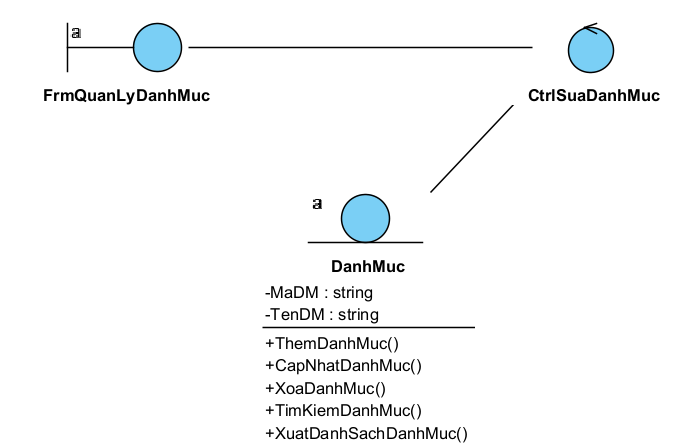 a
FrmQuanLyDanhMuc
CtrlSuaDanhMuc
a
DanhMuc
-MaDM : string
-TenDM : string
+ThemDanhMuc()
+CapNhatDanhMuc()
+XoaDanhMuc()
+TimKiemDanhMuc()
+XuatDanhSachDanhMuc()